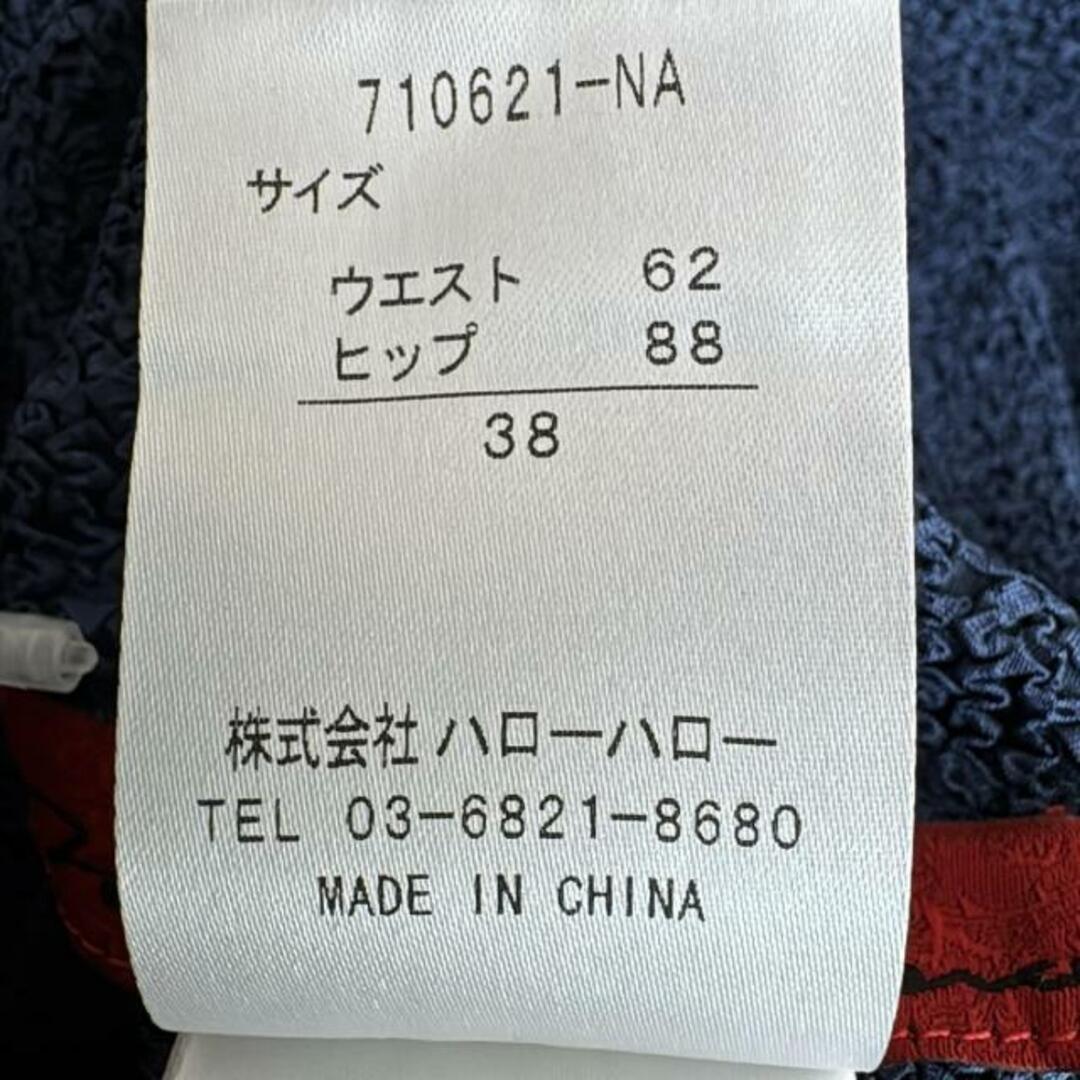 710621-NA
サイズ
ウエスト 62
ヒップ 88
38
株式会社 ハローハロー
TEL 03-6821-8680
MADE IN CHINA